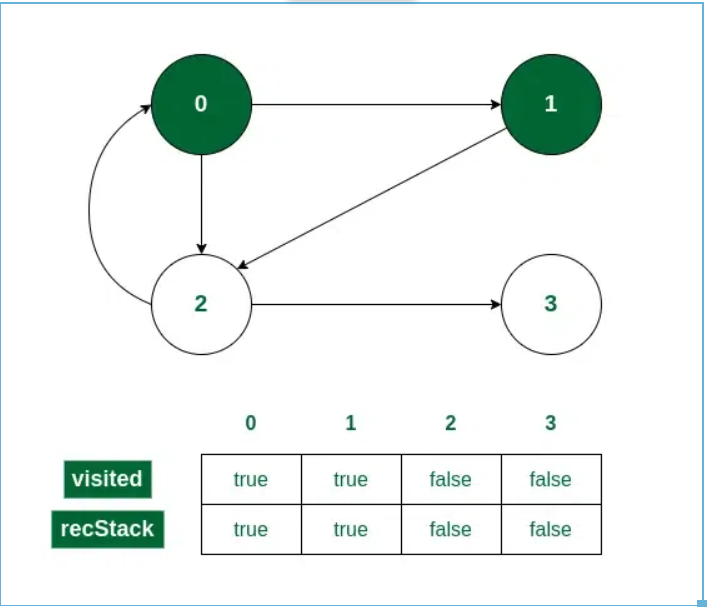 0 1
2 3
0 1 2 3
visited true true false false
recStack true true false false